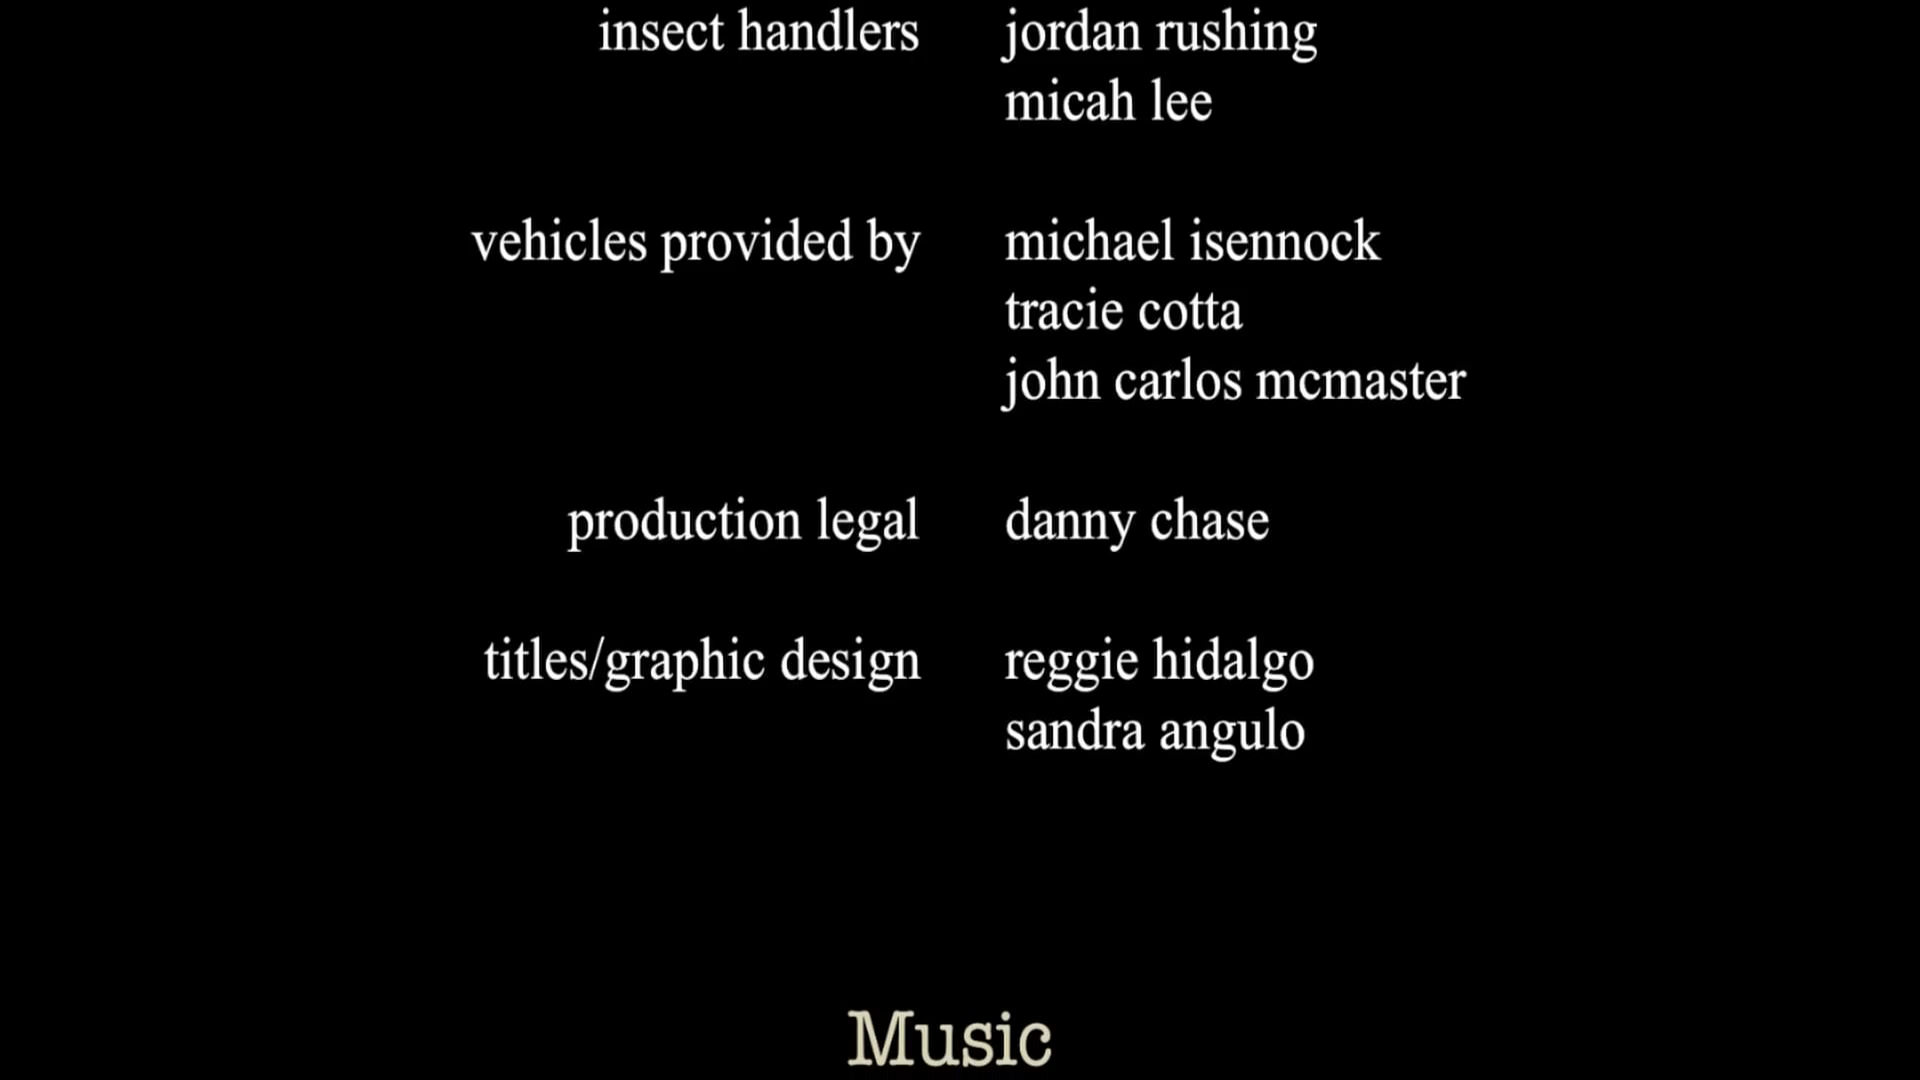 insect handlers jordan rushing
micah lee
vehicles provided by michael isennock
tracie cotta
john carlos mcmaster
production legal danny chase
titles/graphic design reggie hidalgo
sandra angulo
Music